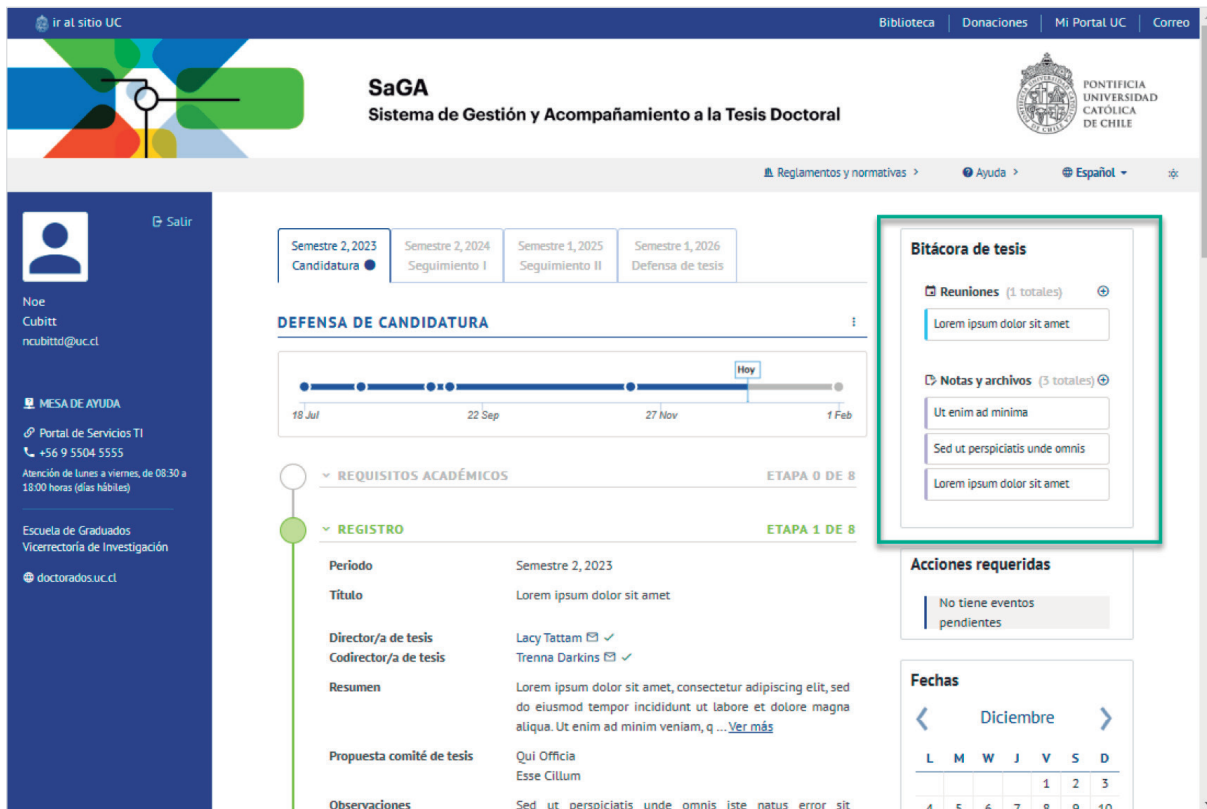 ir al sitio UC
Biblioteca
Donaciones
Mi Portal UC
Correo
SaGA
Sistema de Gestión y Acompañamiento a la Tesis Doctoral
PONTIFICIA
UNIVERSIDAD
CATÓLICA
DE CHILE
Reglamentos y normativas >
Ayuda >
Español
Salir
Noe
Cubitt
ncubittd@uc.cl
MESA DE AYUDA
Portal de Servicios TI
+56 9 5504 5555
Atención de lunes a viernes, de 08:30 a
18:00 horas (días hábiles)
Escuela de Graduados
Vicerrectoría de Investigación
doctorados.uc.cl
Semestre 2, 2023
Candidatura
Semestre 2, 2024
Seguimiento I
Semestre 1, 2025
Seguimiento II
Semestre 1, 2026
Defensa de tesis
DEFENSA DE CANDIDATURA
Hoy
18 Jul
22 Sep
27 Nov
1 Feb
REQUISITOS ACADÉMICOS
ETAPA 0 DE 8
REGISTRO
ETAPA 1 DE 8
Periodo
Semestre 2, 2023
Título
Lorem ipsum dolor sit amet
Director/a de tesis
Lacy Tattam
Codirector/a de tesis
Trenna Darkins
Resumen
Lorem ipsum dolor sit amet, consectetur adipiscing elit, sed
do eiusmod tempor incididunt ut labore et dolore magna
aliqua. Ut enim ad minim veniam, q ... Ver más
Propuesta comité de tesis
Qui Officia
Esse Cillum
Observaciones
Sed ut perspiciatis unde omnis iste natus error sit
Bitácora de tesis
Reuniones (1 totales)
Lorem ipsum dolor sit amet
Notas y archivos (3 totales)
Ut enim ad minima
Sed ut perspiciatis unde omnis
Lorem ipsum dolor sit amet
Acciones requeridas
No tiene eventos
pendientes
Fechas
Diciembre
L M W J V S D
1 2 3
4 5 6 7 8 9 10